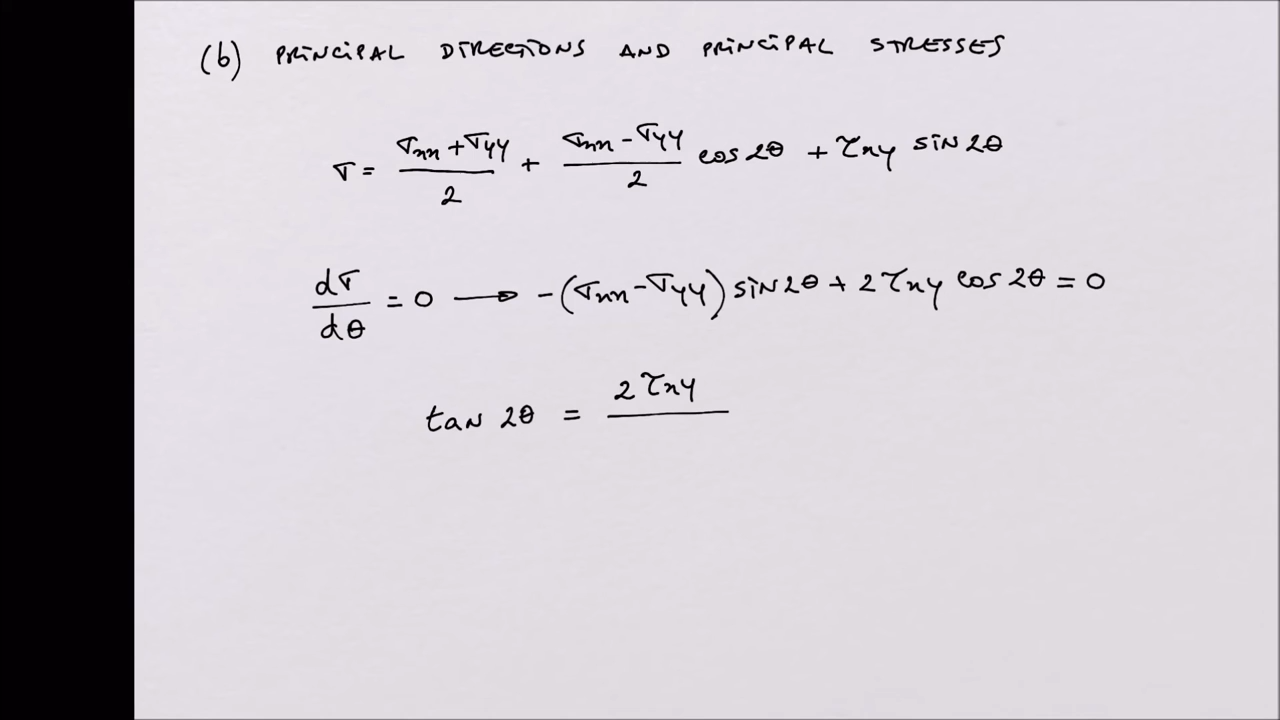 (b) PRINCIPAL DIRECTIONS AND PRINCIPAL STRESSES
σ = (σxx + σyy)/2 + (σxx - σyy)/2 cos 2θ + τxy sin 2θ
dσ/dθ = 0 → -(σxx - σyy) sin 2θ + 2 τxy cos 2θ = 0
tan 2θ = 2 τxy /